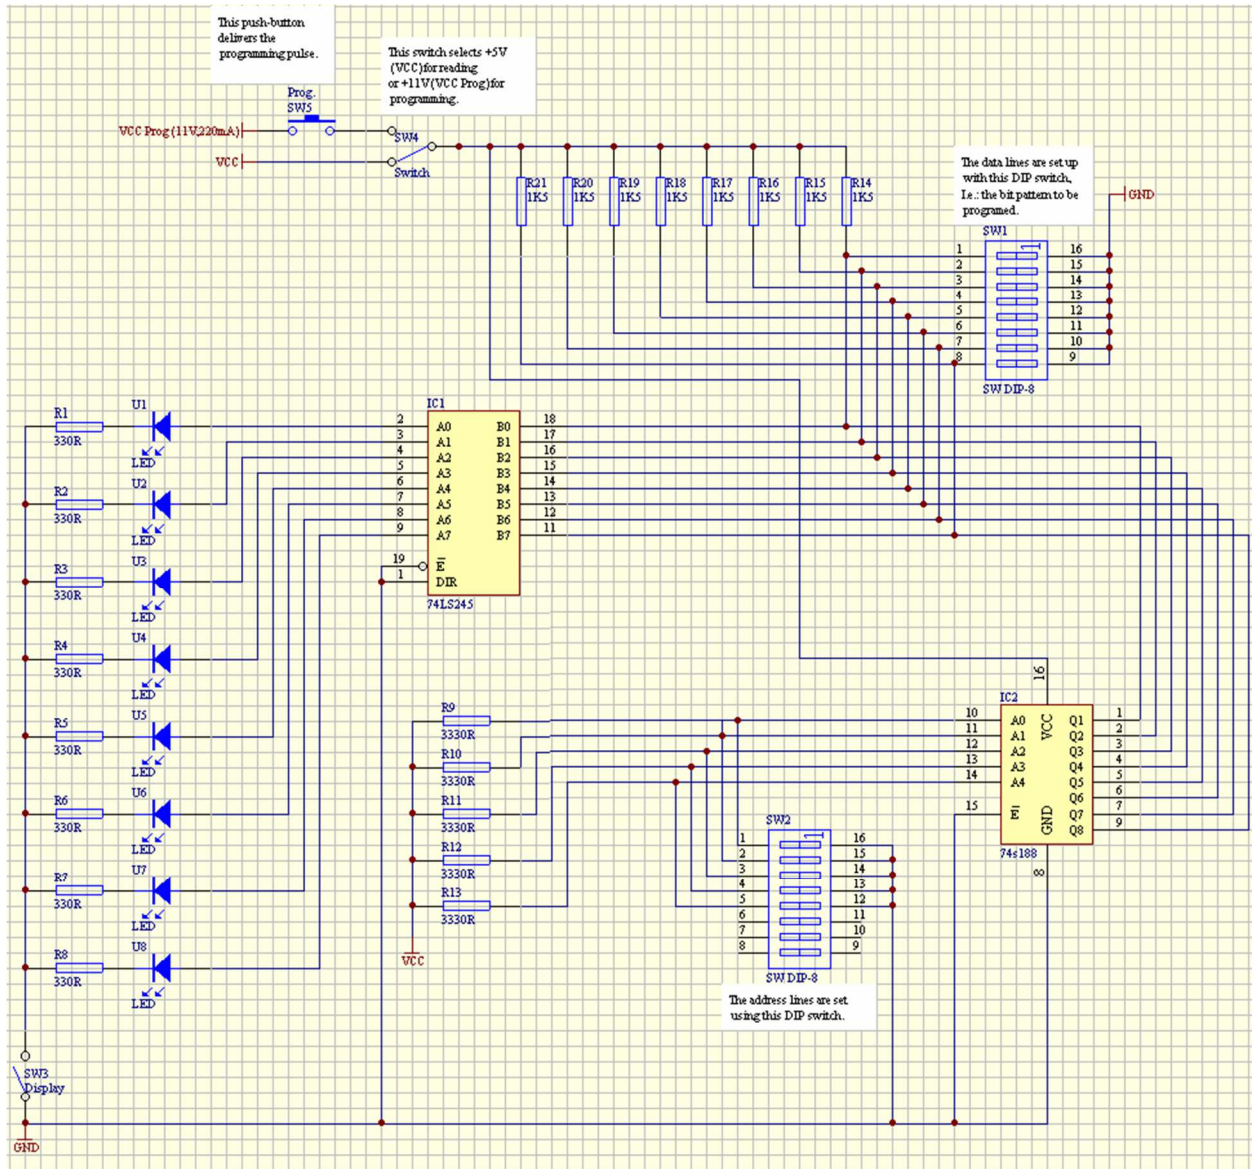 This push-button
delivers the
programming pulse.
This switch selects +5V
(VCC)for reading
or +11V(VCC Prog)for
programming.
Prog.
SW5
VCC Prog (11V,220mA)
SW4
VCC
Switch
R21
1K5
R20
1K5
R19
1K5
R18
1K5
R17
1K5
R16
1K5
R15
1K5
R14
1K5
The data lines are set up
with this DIP switch,
I.e.: the bit pattern to be
programed.
GND
SW1
1
1 16
2 15
3 14
4 13
5 12
6 11
7 10
8 9
SW DIP-8
IC1
2 A0 B0 18
3 A1 B1 17
4 A2 B2 16
5 A3 B3 15
6 A4 B4 14
7 A5 B5 13
8 A6 B6 12
9 A7 B7 11
19 E
1 DIR
74LS245
R1
330R
U1
LED
R2
330R
U2
LED
R3
330R
U3
LED
R4
330R
U4
LED
R5
330R
U5
LED
R6
330R
U6
LED
R7
330R
U7
LED
R8
330R
U8
LED
R9
3330R
R10
3330R
R11
3330R
R12
3330R
R13
3330R
VCC
16
IC2
VCC
10 A0 Q1 1
11 A1 Q2 2
12 A2 Q3 3
13 A3 Q4 4
14 A4 Q5 5
Q6 6
15 E Q7 7
Q8 9
GND
74s188
8
SW2
1
1 16
2 15
3 14
4 13
5 12
6 11
7 10
8 9
SW DIP-8
The address lines are set
using this DIP switch.
SW3
Display
GND